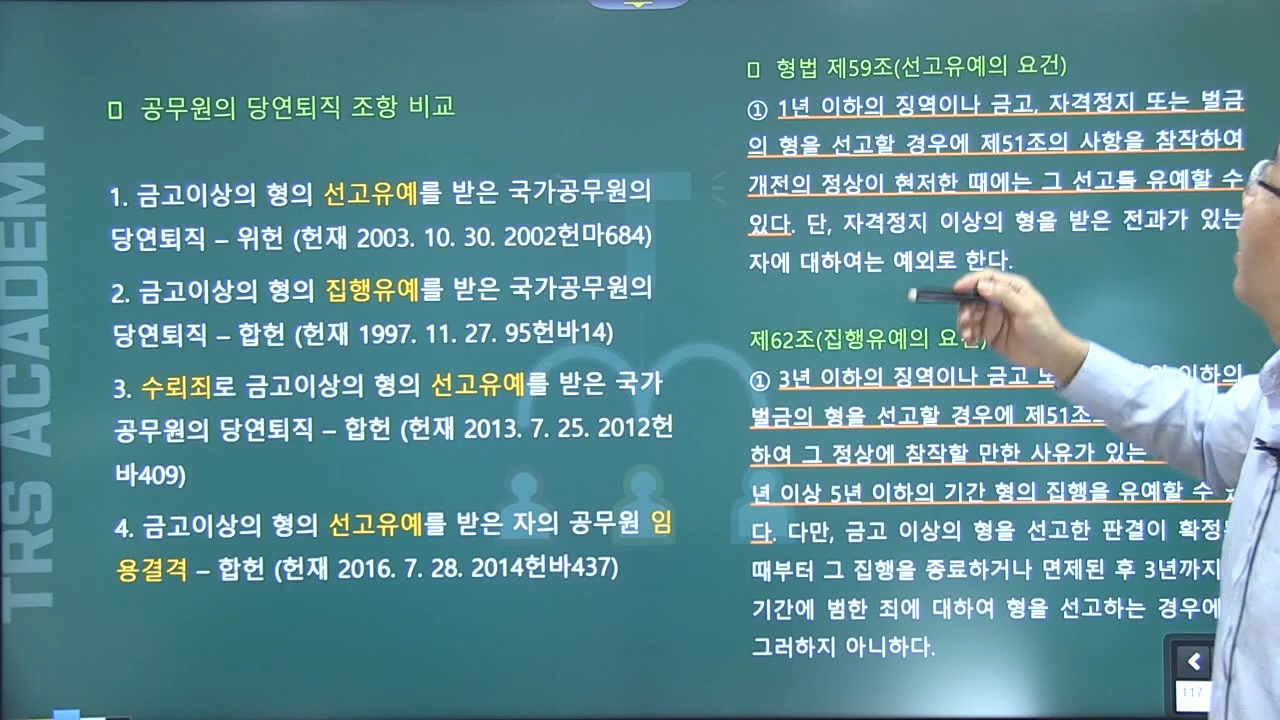 TRS ACADEMY
▯ 공무원의 당연퇴직 조항 비교
1. 금고이상의 형의 선고유예를 받은 국가공무원의
당연퇴직 – 위헌 (헌재 2003. 10. 30. 2002헌마684)
2. 금고이상의 형의 집행유예를 받은 국가공무원의
당연퇴직 – 합헌 (헌재 1997. 11. 27. 95헌바14)
3. 수뢰죄로 금고이상의 형의 선고유예를 받은 국가
공무원의 당연퇴직 – 합헌 (헌재 2013. 7. 25. 2012헌
바409)
4. 금고이상의 형의 선고유예를 받은 자의 공무원 임
용결격 – 합헌 (헌재 2016. 7. 28. 2014헌바437)
▯ 형법 제59조(선고유예의 요건)
① 1년 이하의 징역이나 금고, 자격정지 또는 벌금
의 형을 선고할 경우에 제51조의 사항을 참작하여
개전의 정상이 현저한 때에는 그 선고를 유예할 수
있다. 단, 자격정지 이상의 형을 받은 전과가 있는
자에 대하여는 예외로 한다.
제62조(집행유예의 요건)
① 3년 이하의 징역이나 금고 이하의
벌금의 형을 선고할 경우에 제51조
하여 그 정상에 참작할 만한 사유가 있는
년 이상 5년 이하의 기간 형의 집행을 유예할 수
다. 다만, 금고 이상의 형을 선고한 판결이 확정
때부터 그 집행을 종료하거나 면제된 후 3년까지
기간에 범한 죄에 대하여 형을 선고하는 경우에
그러하지 아니하다.
117